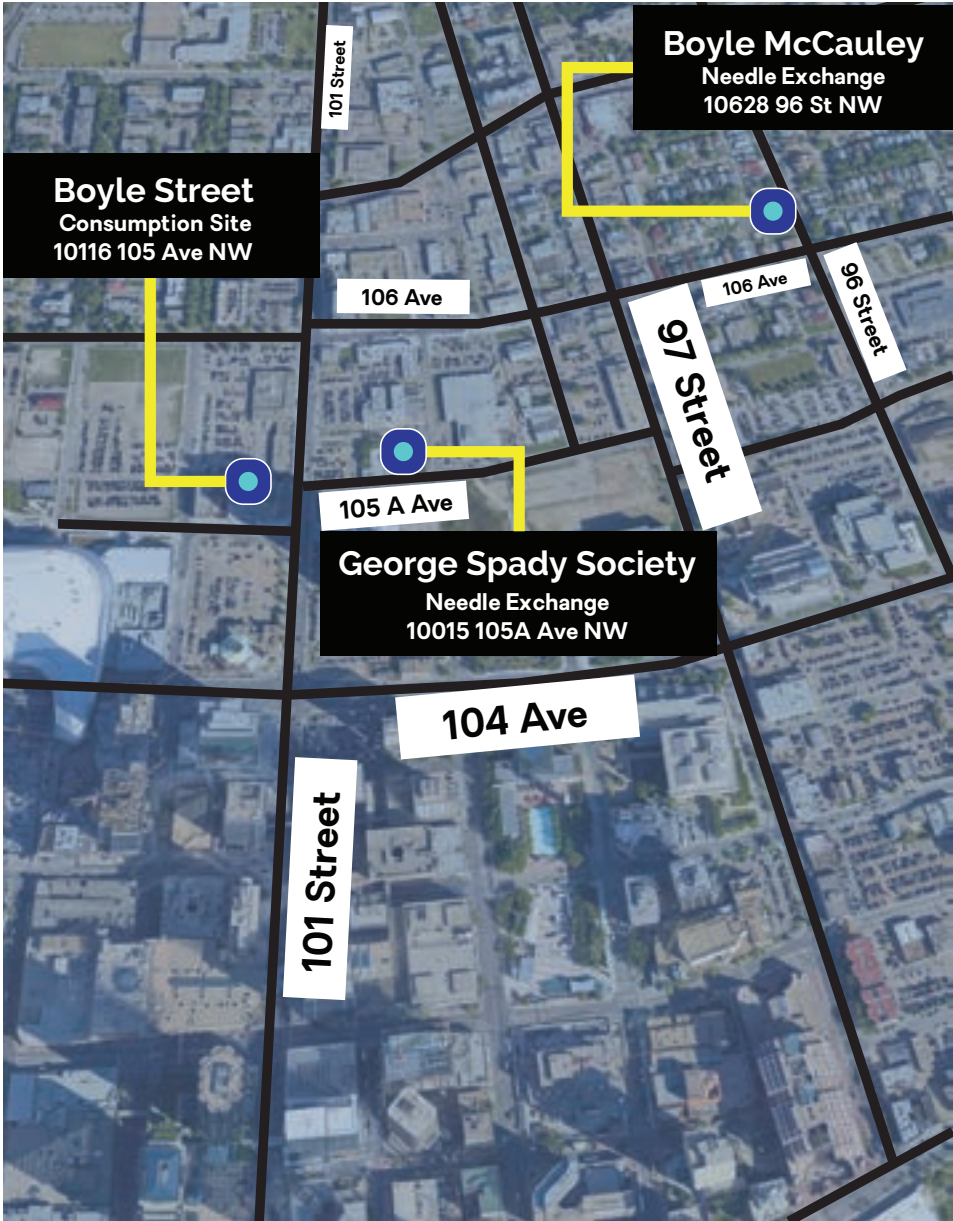 Boyle McCauley
Needle Exchange
10628 96 St NW
101 Street
Boyle Street
Consumption Site
10116 105 Ave NW
106 Ave
106 Ave
96 Street
97 Street
105 A Ave
George Spady Society
Needle Exchange
10015 105A Ave NW
104 Ave
101 Street